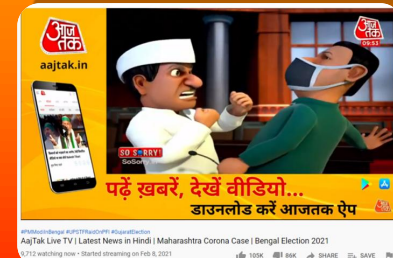 आज तक
aajtak.in
आज तक
09:53
SO SORRY!
SoSorry
पढ़ें ख़बरें, देखें वीडियो...
डाउनलोड करें आजतक ऐप
#PMModiInBengal #UPSTFRaidOnPFI #GujaratElection
AajTak Live TV | Latest News in Hindi | Maharashtra Corona Case | Bengal Election 2021
9,712 watching now • Started streaming on Feb 8, 2021
105K
86K
SHARE
SAVE